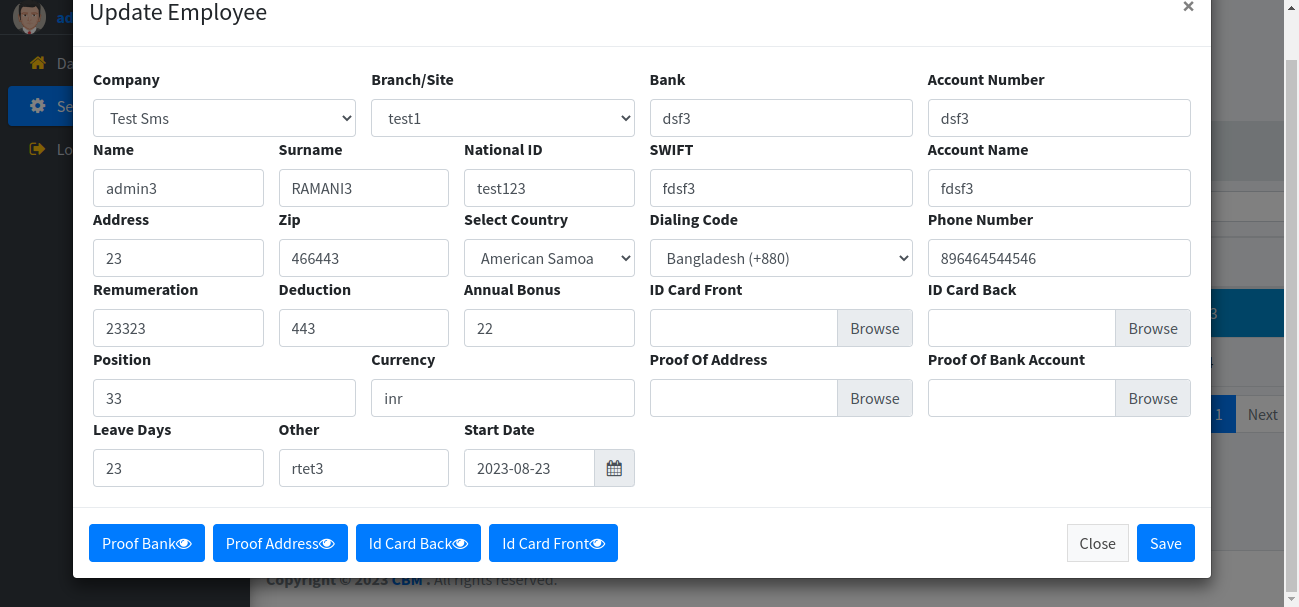 Update Employee ×
ad
Da
Se
Lo
Company Branch/Site Bank Account Number
Test Sms test1 dsf3 dsf3
Name Surname National ID SWIFT Account Name
admin3 RAMANI3 test123 fdsf3 fdsf3
Address Zip Select Country Dialing Code Phone Number
23 466443 American Samoa Bangladesh (+880) 896464544546
Remumeration Deduction Annual Bonus ID Card Front ID Card Back
23323 443 22 Browse Browse
3
Position Currency Proof Of Address Proof Of Bank Account
33 inr Browse Browse
1 Next
Leave Days Other Start Date
23 rtet3 2023-08-23
Proof Bank Proof Address Id Card Back Id Card Front Close Save
Copyright © 2023 CBM . All rights reserved.